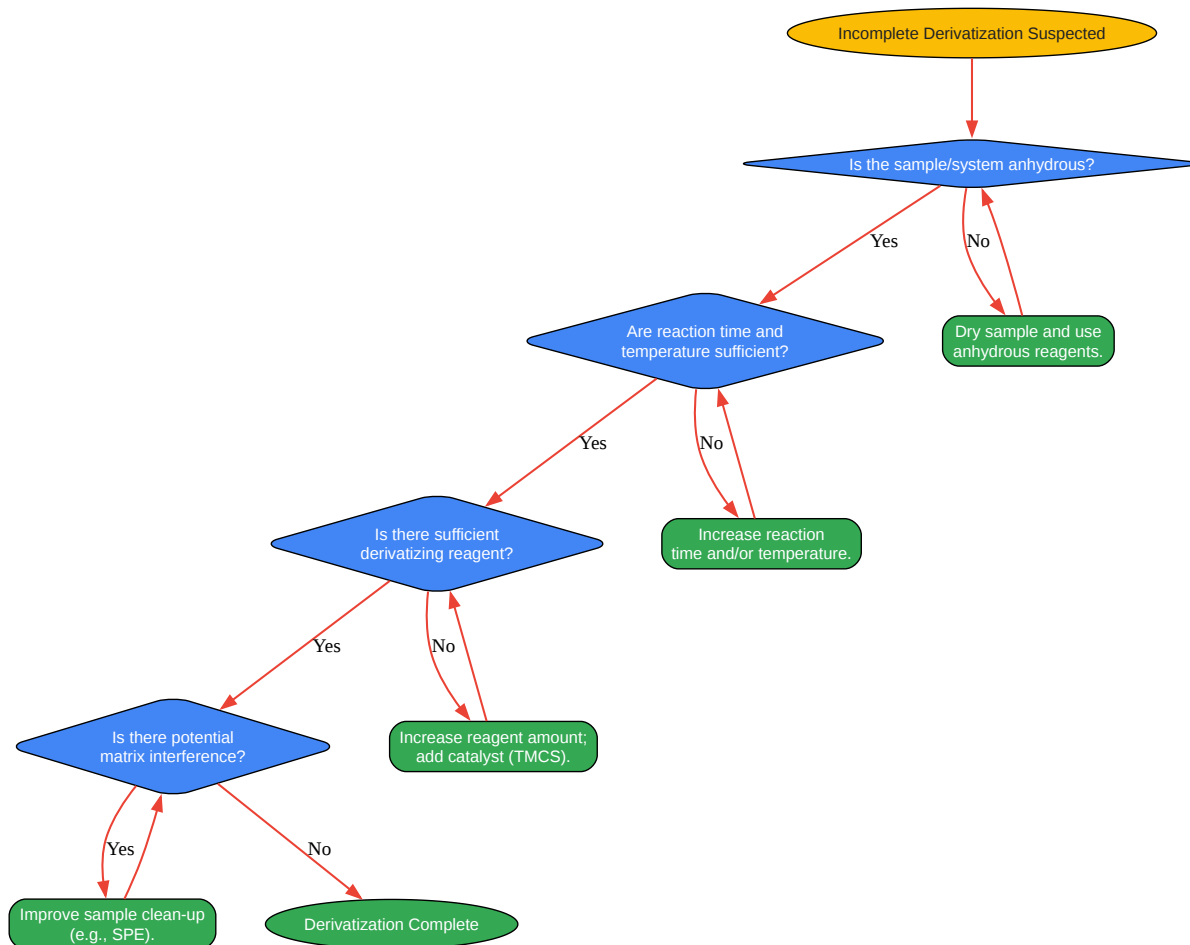 Incomplete Derivatization Suspected
Is the sample/system anhydrous?
Yes
No
Are reaction time and
temperature sufficient?
Dry sample and use
anhydrous reagents.
Yes
No
Is there sufficient
derivatizing reagent?
Increase reaction
time and/or temperature.
Yes
No
Is there potential
matrix interference?
Increase reagent amount;
add catalyst (TMCS).
Yes
No
Improve sample clean-up
(e.g., SPE).
Derivatization Complete